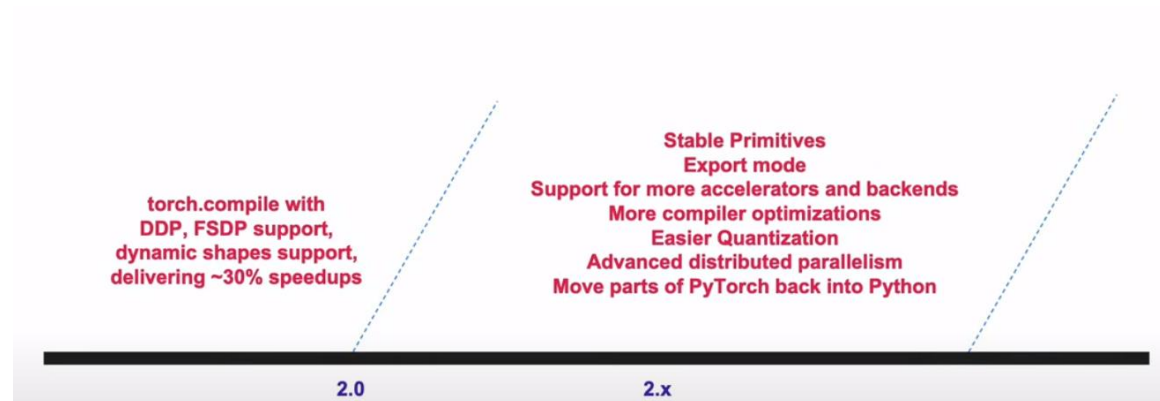 torch.compile with
DDP, FSDP support,
dynamic shapes support,
delivering ~30% speedups
Stable Primitives
Export mode
Support for more accelerators and backends
More compiler optimizations
Easier Quantization
Advanced distributed parallelism
Move parts of PyTorch back into Python
2.0
2.x